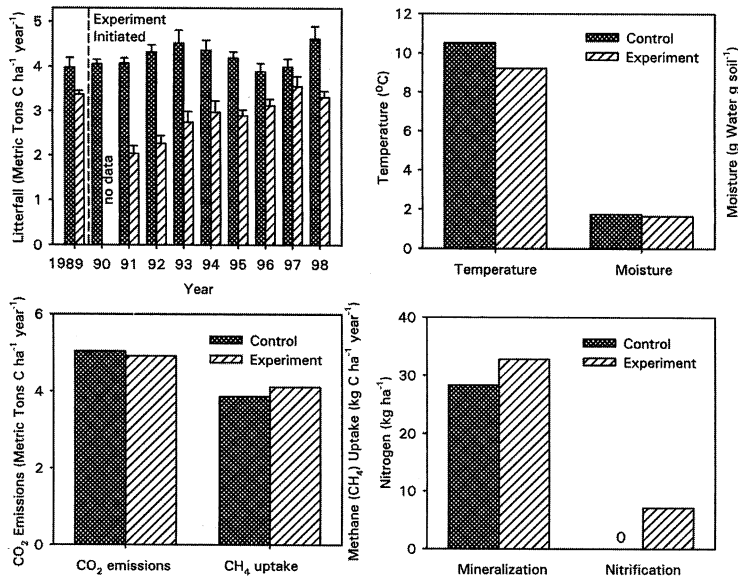 Litterfall (Metric Tons C ha⁻¹ year⁻¹)
5
4
3
2
1
0
Experiment
Initiated
no data
1989 90 91 92 93 94 95 96 97 98
Year
Temperature (°C)
12
10
8
6
4
2
0
Control
Experiment
Moisture (g Water g soil⁻¹)
Temperature Moisture
CO₂ Emissions (Metric Tons C ha⁻¹ year⁻¹)
6
4
2
0
Control
Experiment
Methane (CH₄) Uptake (kg C ha⁻¹ year⁻¹)
CO₂ emissions CH₄ uptake
Nitrogen (kg ha⁻¹)
40
30
20
10
0
Control
Experiment
0
Mineralization Nitrification